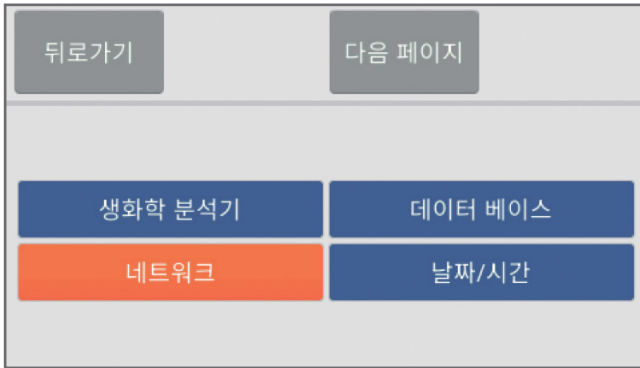 뒤로가기
다음 페이지
생화학 분석기
데이터 베이스
네트워크
날짜/시간